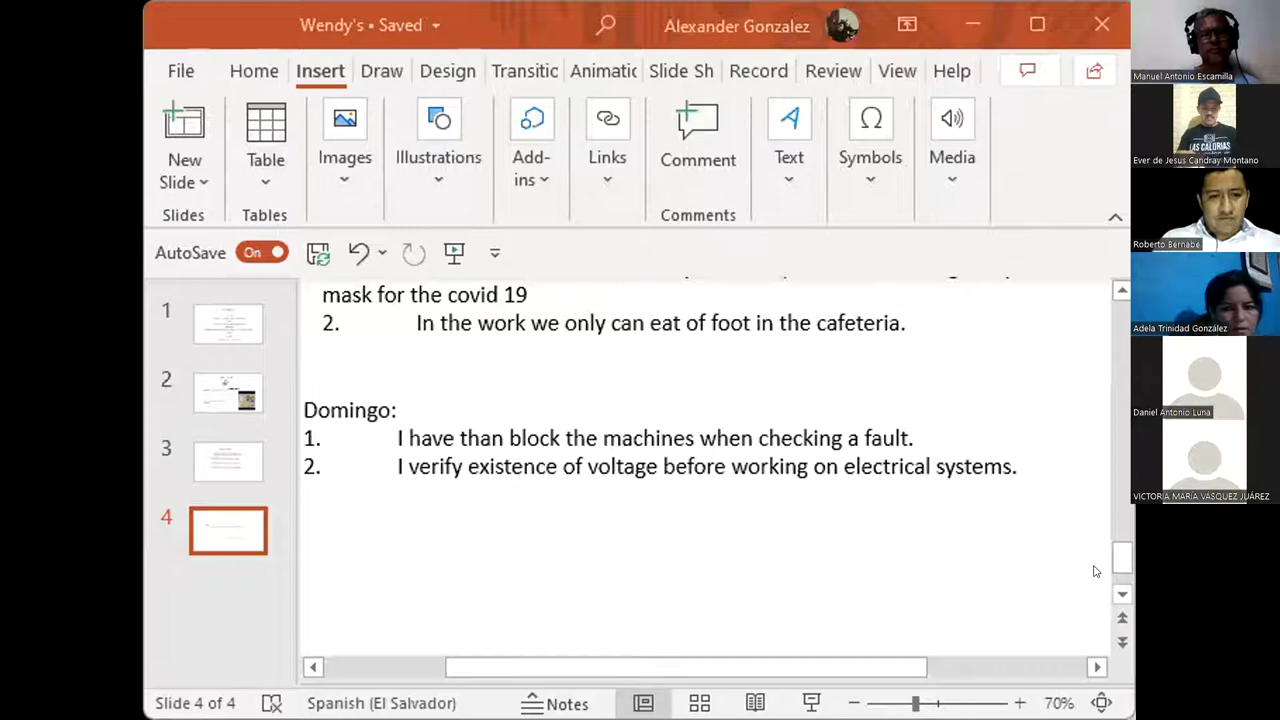 Wendy's • Saved
Alexander Gonzalez
File Home Insert Draw Design Transitic Animatic Slide Sh Record Review View Help
New Slide
Table
Images
Illustrations
Add-ins
Links
Comment
Text
Symbols
Media
Slides
Tables
Comments
AutoSave On
1
2
3
4
mask for the covid 19
2. In the work we only can eat of foot in the cafeteria.
Domingo:
1. I have than block the machines when checking a fault.
2. I verify existence of voltage before working on electrical systems.
Slide 4 of 4
Spanish (El Salvador)
Notes
70%
Manuel Antonio Escamilla
LAS CALORIAS
Ever de Jesus Candray Montano
Roberto Bernabe
Adela Trinidad González
Daniel Antonio Luna
VICTORIA MARÍA VÁSQUEZ JUÁREZ